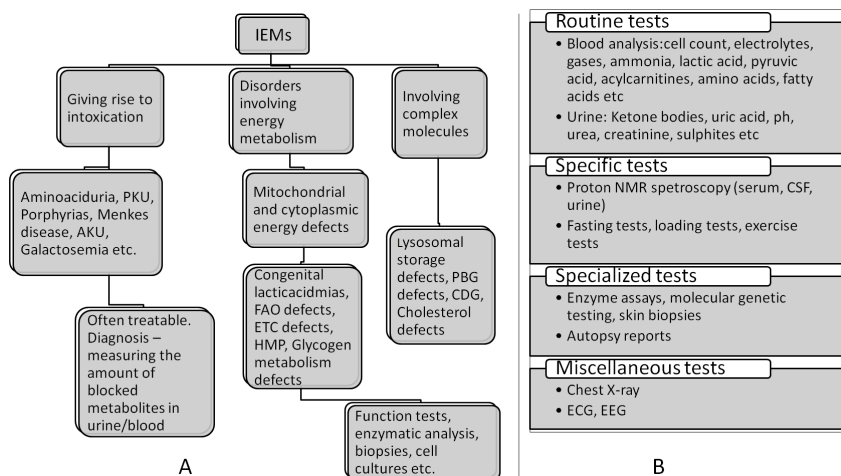 IEMs
Giving rise to
intoxication
Disorders
involving
energy
metabolism
Involving
complex
molecules
Aminoaciduria, PKU,
Porphyrias, Menkes
disease, AKU,
Galactosemia etc.
Mitochondrial
and cytoplasmic
energy defects
Lysosomal
storage
defects, PBG
defects, CDG,
Cholesterol
defects
Often treatable.
Diagnosis –
measuring the
amount of
blocked
metabolites in
urine/blood
Congenital
lacticacidmias,
FAO defects,
ETC defects,
HMP, Glycogen
metabolism
defects
Function tests,
enzymatic analysis,
biopsies, cell
cultures etc.
A
Routine tests
• Blood analysis:cell count, electrolytes,
gases, ammonia, lactic acid, pyruvic
acid, acylcarnitines, amino acids, fatty
acids etc
• Urine: Ketone bodies, uric acid, ph,
urea, creatinine, sulphites etc
Specific tests
• Proton NMR spetroscopy (serum, CSF,
urine)
• Fasting tests, loading tests, exercise
tests
Specialized tests
• Enzyme assays, molecular genetic
testing, skin biopsies
• Autopsy reports
Miscellaneous tests
• Chest X-ray
• ECG, EEG
B